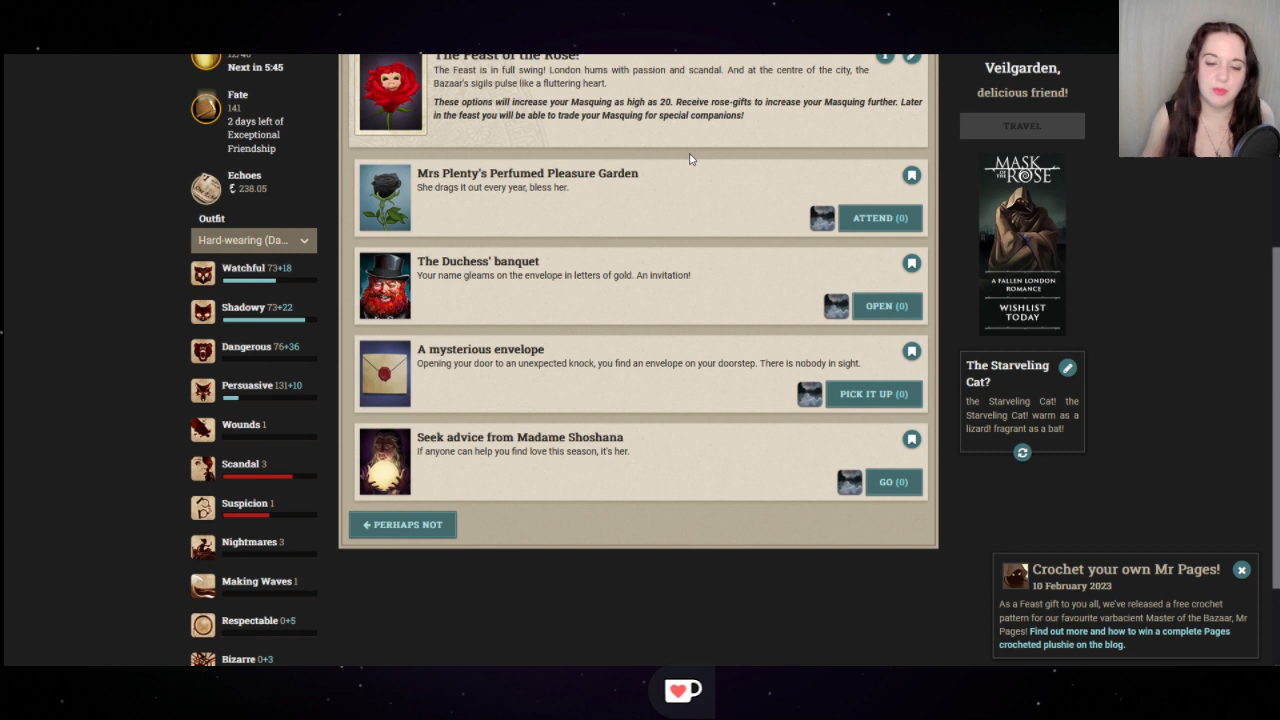 Next in 5:45
Fate
141
2 days left of
Exceptional
Friendship
Echoes
238.05
Outfit
Hard-wearing (Da...
Watchful 73+18
Shadowy 73+22
Dangerous 76+36
Persuasive 131+10
Wounds 1
Scandal 3
Suspicion 1
Nightmares 3
Making Waves 1
Respectable 0+5
Bizarre 0+3
The Feast of the Rose!
The Feast is in full swing! London hums with passion and scandal. And at the centre of the city, the
Bazaar's sigils pulse like a fluttering heart.
These options will increase your Masquing as high as 20. Receive rose-gifts to increase your Masquing further. Later
in the feast you will be able to trade your Masquing for special companions!
Mrs Plenty's Perfumed Pleasure Garden
She drags it out every year, bless her.
ATTEND (0)
The Duchess' banquet
Your name gleams on the envelope in letters of gold. An invitation!
OPEN (0)
A mysterious envelope
Opening your door to an unexpected knock, you find an envelope on your doorstep. There is nobody in sight.
PICK IT UP (0)
Seek advice from Madame Shoshana
If anyone can help you find love this season, it's her.
GO (0)
PERHAPS NOT
Veilgarden,
delicious friend!
TRAVEL
MASK
OF THE
ROSE
A FALLEN LONDON
ROMANCE
WISHLIST
TODAY
The Starveling
Cat?
the Starveling Cat! the
Starveling Cat! warm as a
lizard! fragrant as a bat!
Crochet your own Mr Pages!
10 February 2023
As a Feast gift to you all, we've released a free crochet
pattern for our favourite varbacient Master of the Bazaar, Mr
Pages! Find out more and how to win a complete Pages
crocheted plushie on the blog.